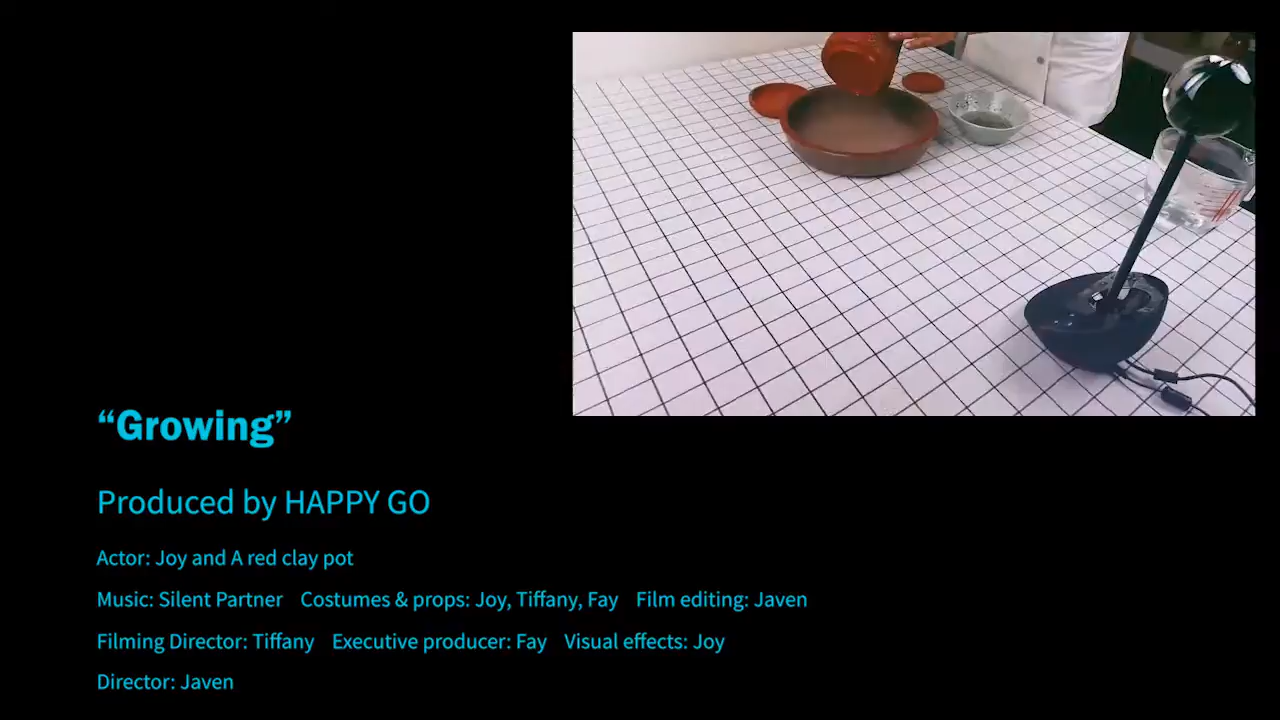 “Growing”
Produced by HAPPY GO
Actor: Joy and A red clay pot
Music: Silent Partner Costumes & props: Joy, Tiffany, Fay Film editing: Javen
Filming Director: Tiffany Executive producer: Fay Visual effects: Joy
Director: Javen